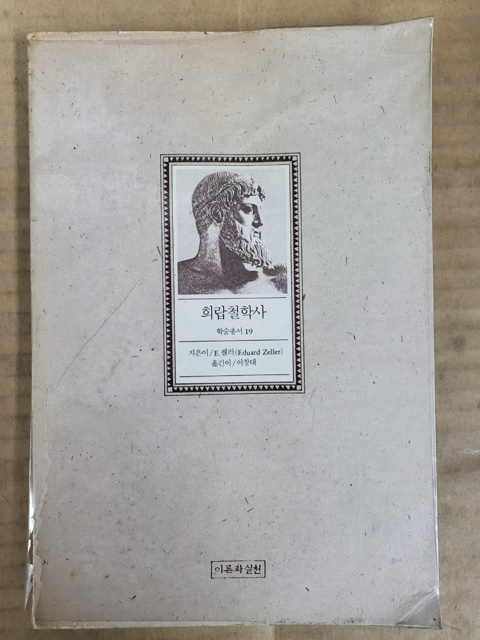 희랍철학사
학술총서 19
지은이/E.젤러(Eduard Zeller)
옮긴이/이창대
이론과실천